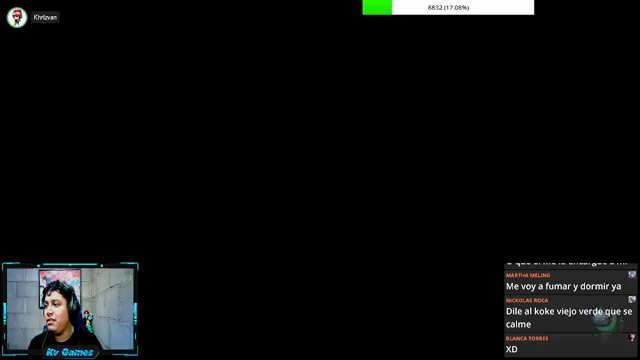 Khrizvan
6832 (17.08%)
MARTHA MELING
Me voy a fumar y dormir ya
NICKOLAS ROCA
Dile al koke viejo verde que se
calme
BLANCA TORRES
XD
Kv Games